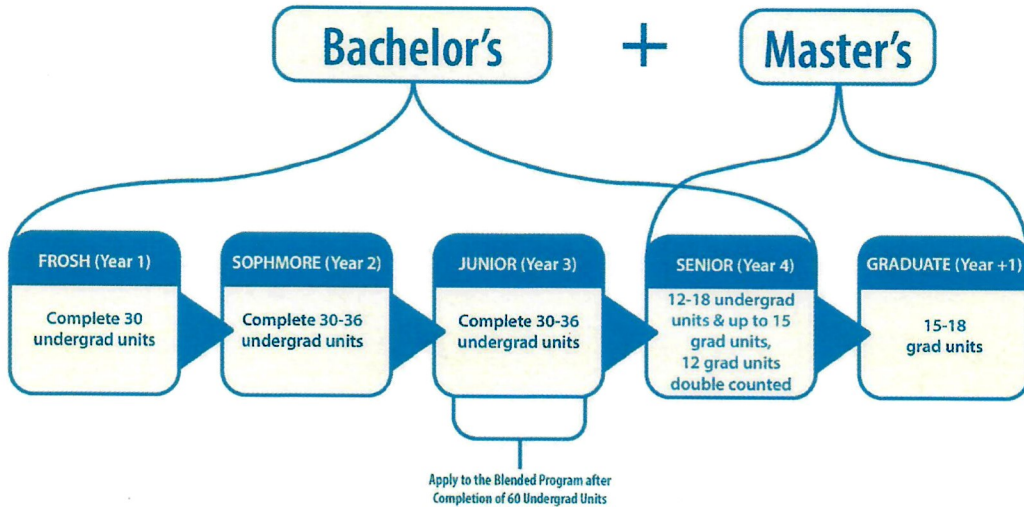 Bachelor's + Master's
FROSH (Year 1)
Complete 30
undergrad units
SOPHMORE (Year 2)
Complete 30-36
undergrad units
JUNIOR (Year 3)
Complete 30-36
undergrad units
SENIOR (Year 4)
12-18 undergrad
units & up to 15
grad units,
12 grad units
double counted
GRADUATE (Year +1)
15-18
grad units
Apply to the Blended Program after
Completion of 60 Undergrad Units